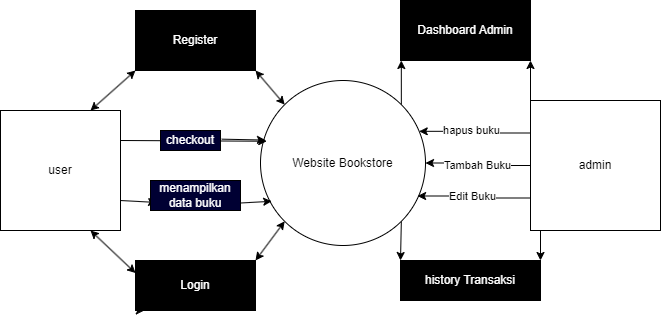 Register
Dashboard Admin
checkout
hapus buku
user
Website Bookstore
Tambah Buku
admin
menampilkan
data buku
Edit Buku
Login
history Transaksi